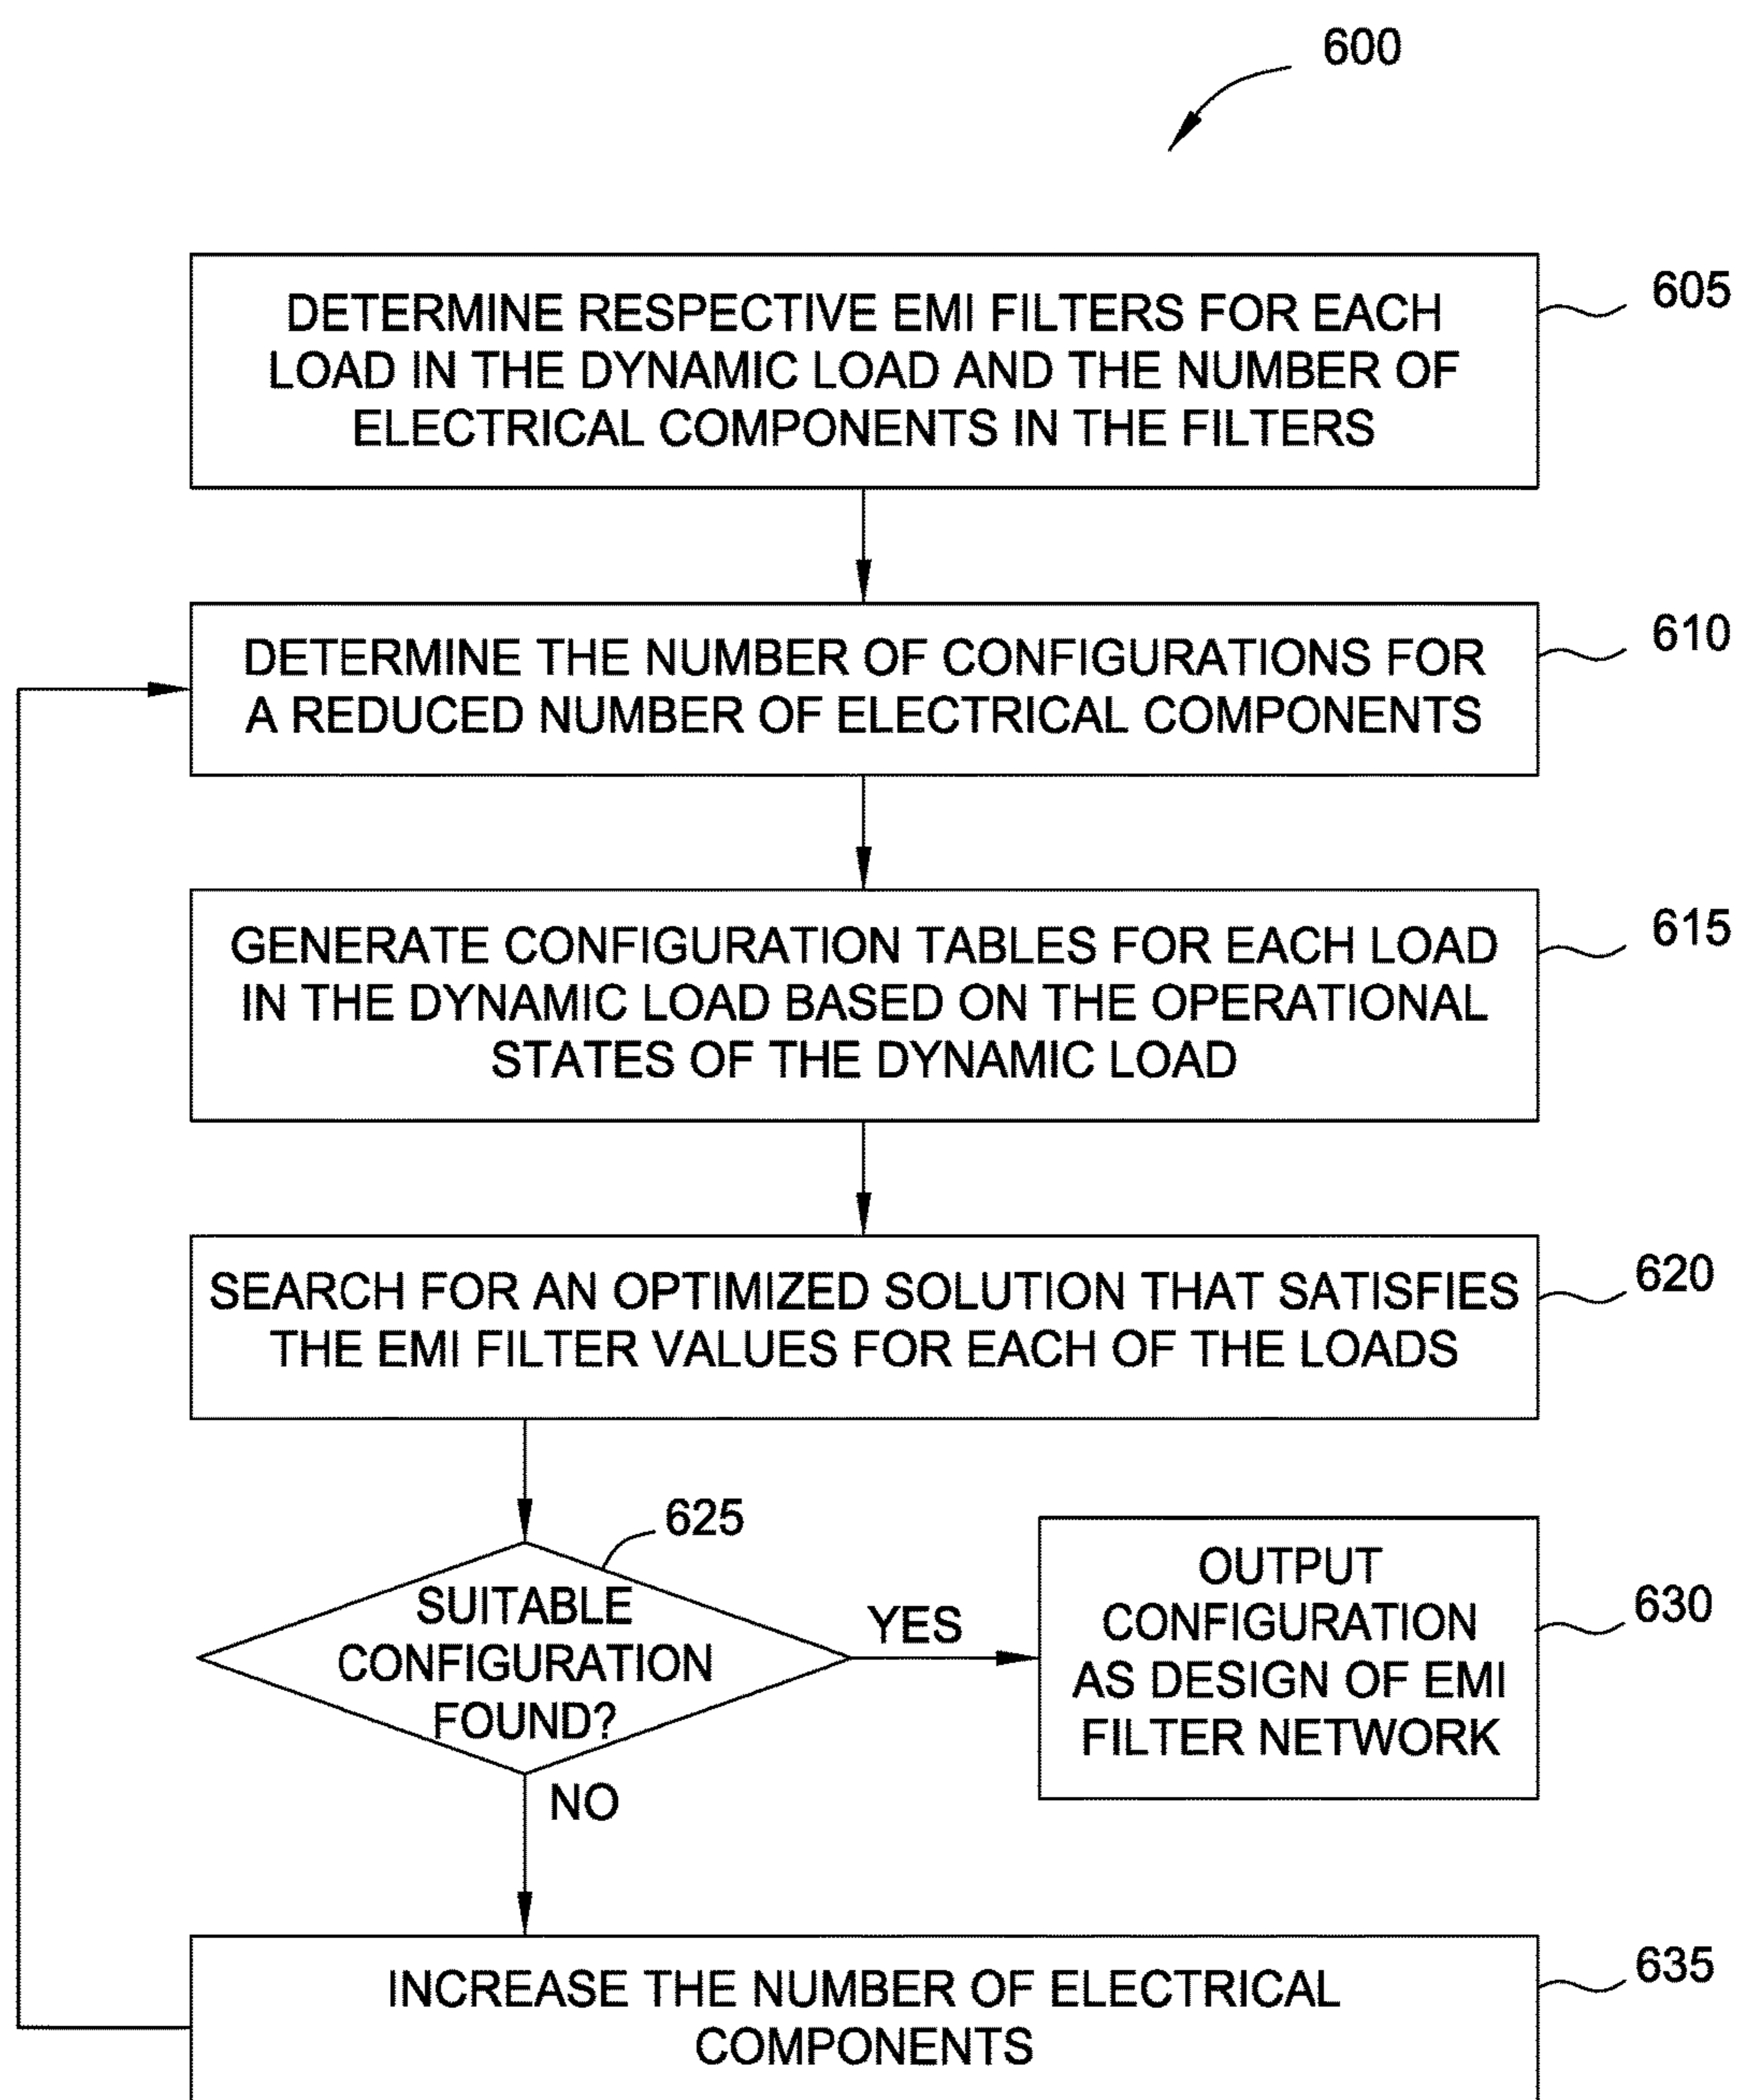 600
DETERMINE RESPECTIVE EMI FILTERS FOR EACH
LOAD IN THE DYNAMIC LOAD AND THE NUMBER OF
ELECTRICAL COMPONENTS IN THE FILTERS
605
DETERMINE THE NUMBER OF CONFIGURATIONS FOR
A REDUCED NUMBER OF ELECTRICAL COMPONENTS
610
GENERATE CONFIGURATION TABLES FOR EACH LOAD
IN THE DYNAMIC LOAD BASED ON THE OPERATIONAL
STATES OF THE DYNAMIC LOAD
615
SEARCH FOR AN OPTIMIZED SOLUTION THAT SATISFIES
THE EMI FILTER VALUES FOR EACH OF THE LOADS
620
625
SUITABLE
CONFIGURATION
FOUND?
YES
OUTPUT
CONFIGURATION
AS DESIGN OF EMI
FILTER NETWORK
630
NO
INCREASE THE NUMBER OF ELECTRICAL
COMPONENTS
635